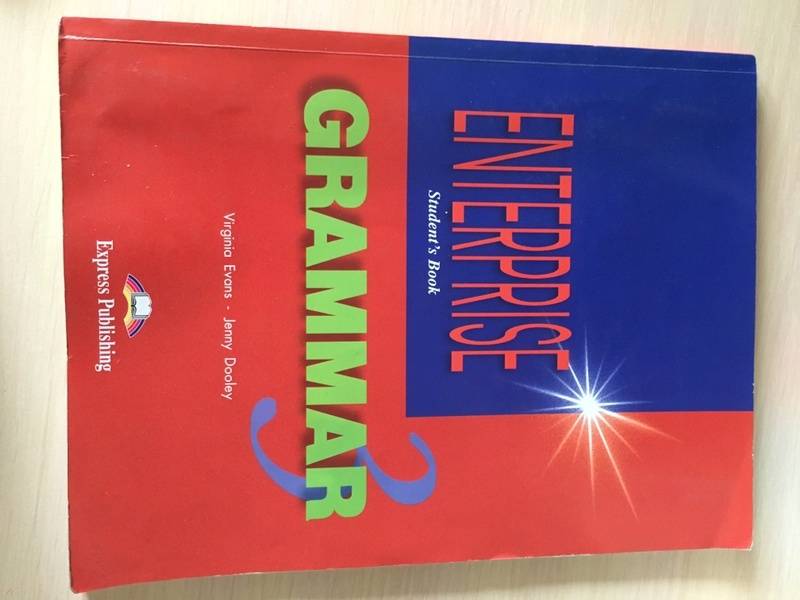 ENTERPRISE
Student's Book
GRAMMAR
3
Virginia Evans - Jenny Dooley
Express Publishing